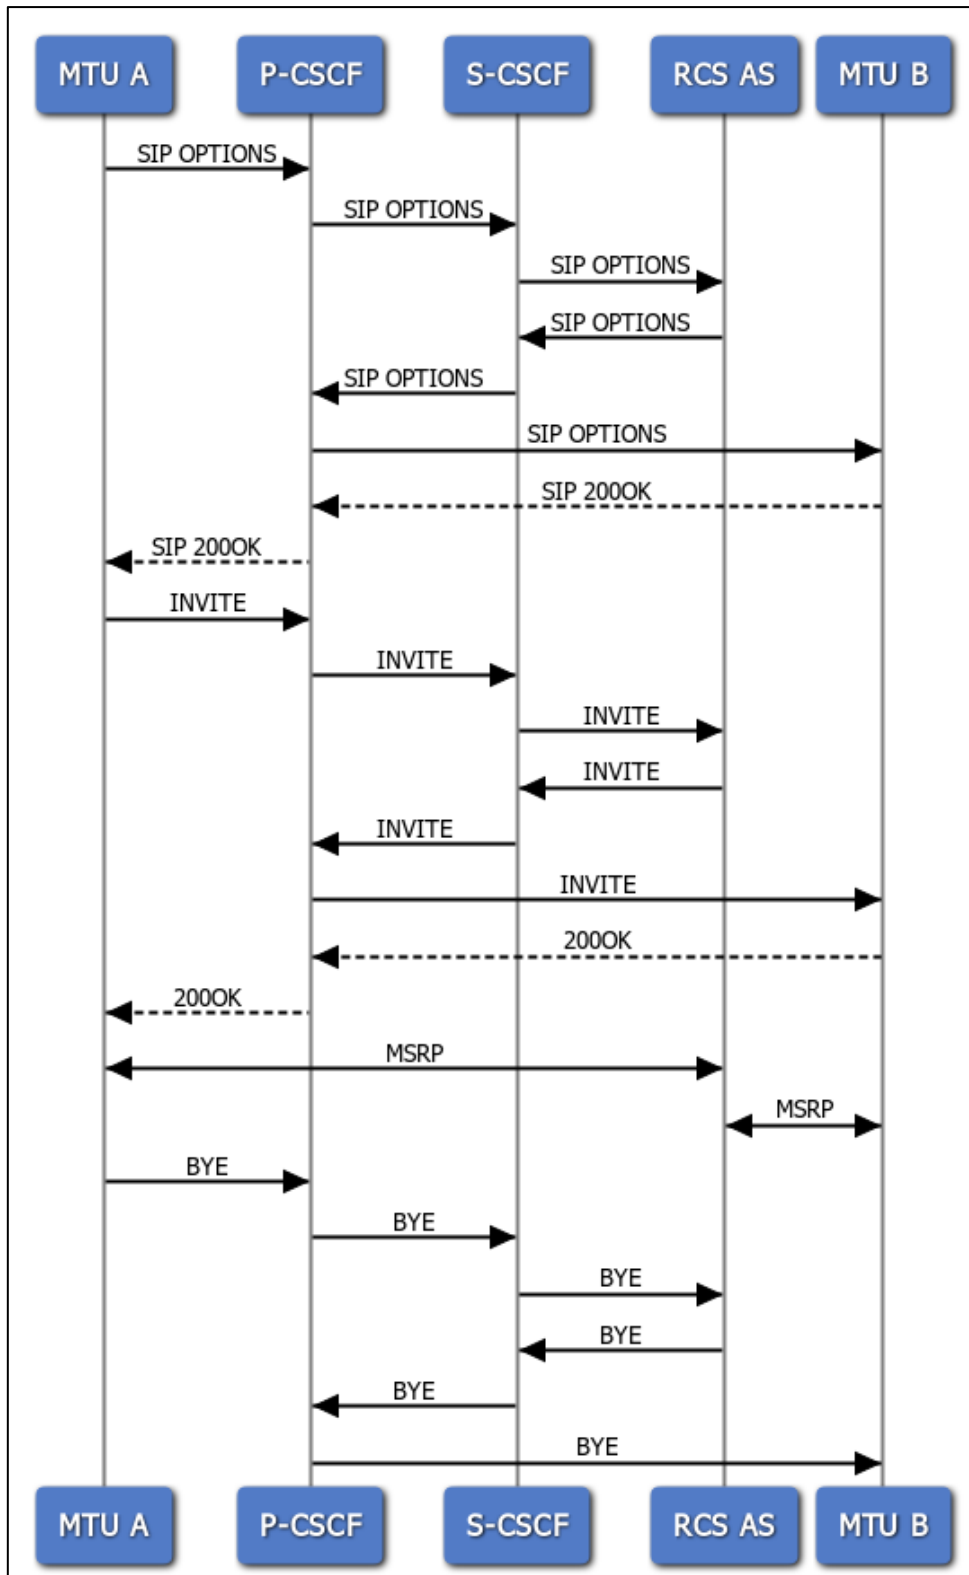 MTU A P-CSCF S-CSCF RCS AS MTU B
SIP OPTIONS
SIP OPTIONS
SIP OPTIONS
SIP OPTIONS
SIP OPTIONS
SIP OPTIONS
SIP 200OK
SIP 200OK
INVITE
INVITE
INVITE
INVITE
INVITE
INVITE
200OK
200OK
MSRP
MSRP
BYE
BYE
BYE
BYE
BYE
BYE
MTU A P-CSCF S-CSCF RCS AS MTU B